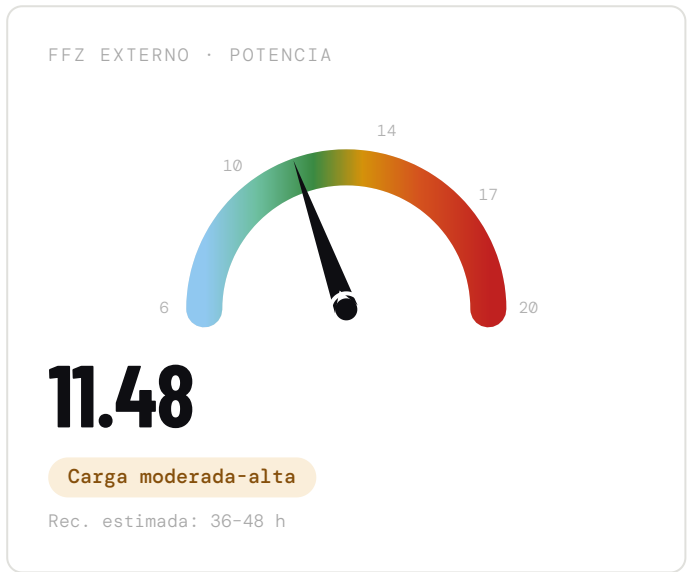 FFZ EXTERNO · POTENCIA
14
10
17
6
20
11.48
Carga moderada-alta
Rec. estimada: 36–48 h